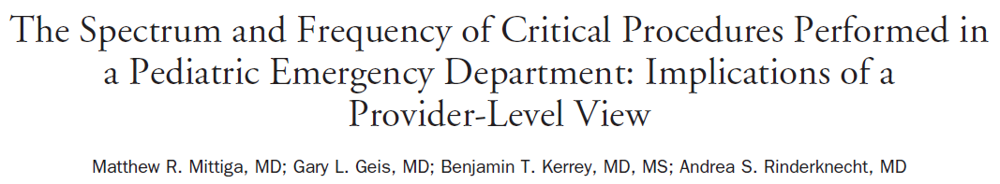 The Spectrum and Frequency of Critical Procedures Performed in
a Pediatric Emergency Department: Implications of a
Provider-Level View
Matthew R. Mittiga, MD; Gary L. Geis, MD; Benjamin T. Kerrey, MD, MS; Andrea S. Rinderknecht, MD